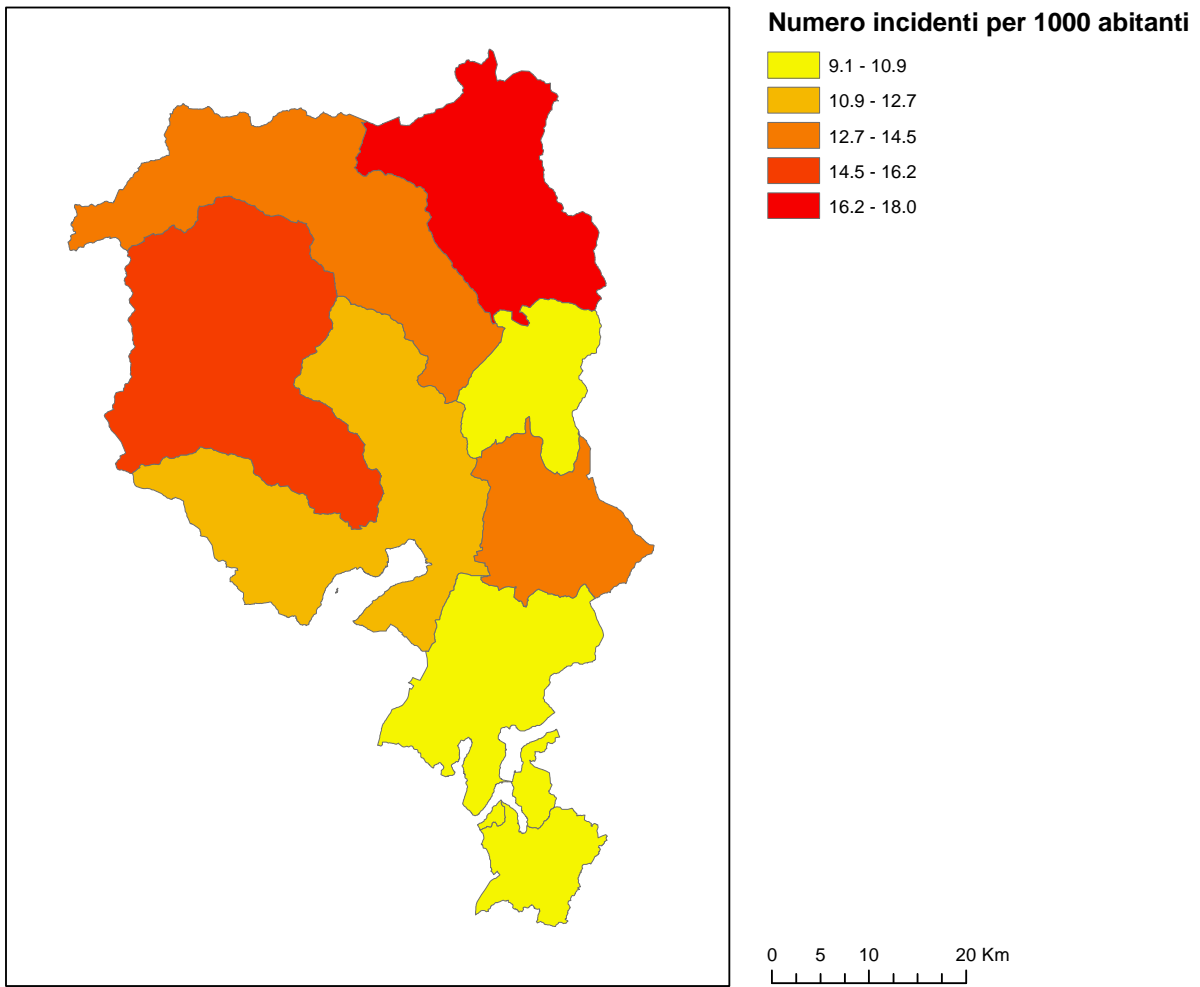 Numero incidenti per 1000 abitanti
9.1 - 10.9
10.9 - 12.7
12.7 - 14.5
14.5 - 16.2
16.2 - 18.0
0 5 10 20 Km